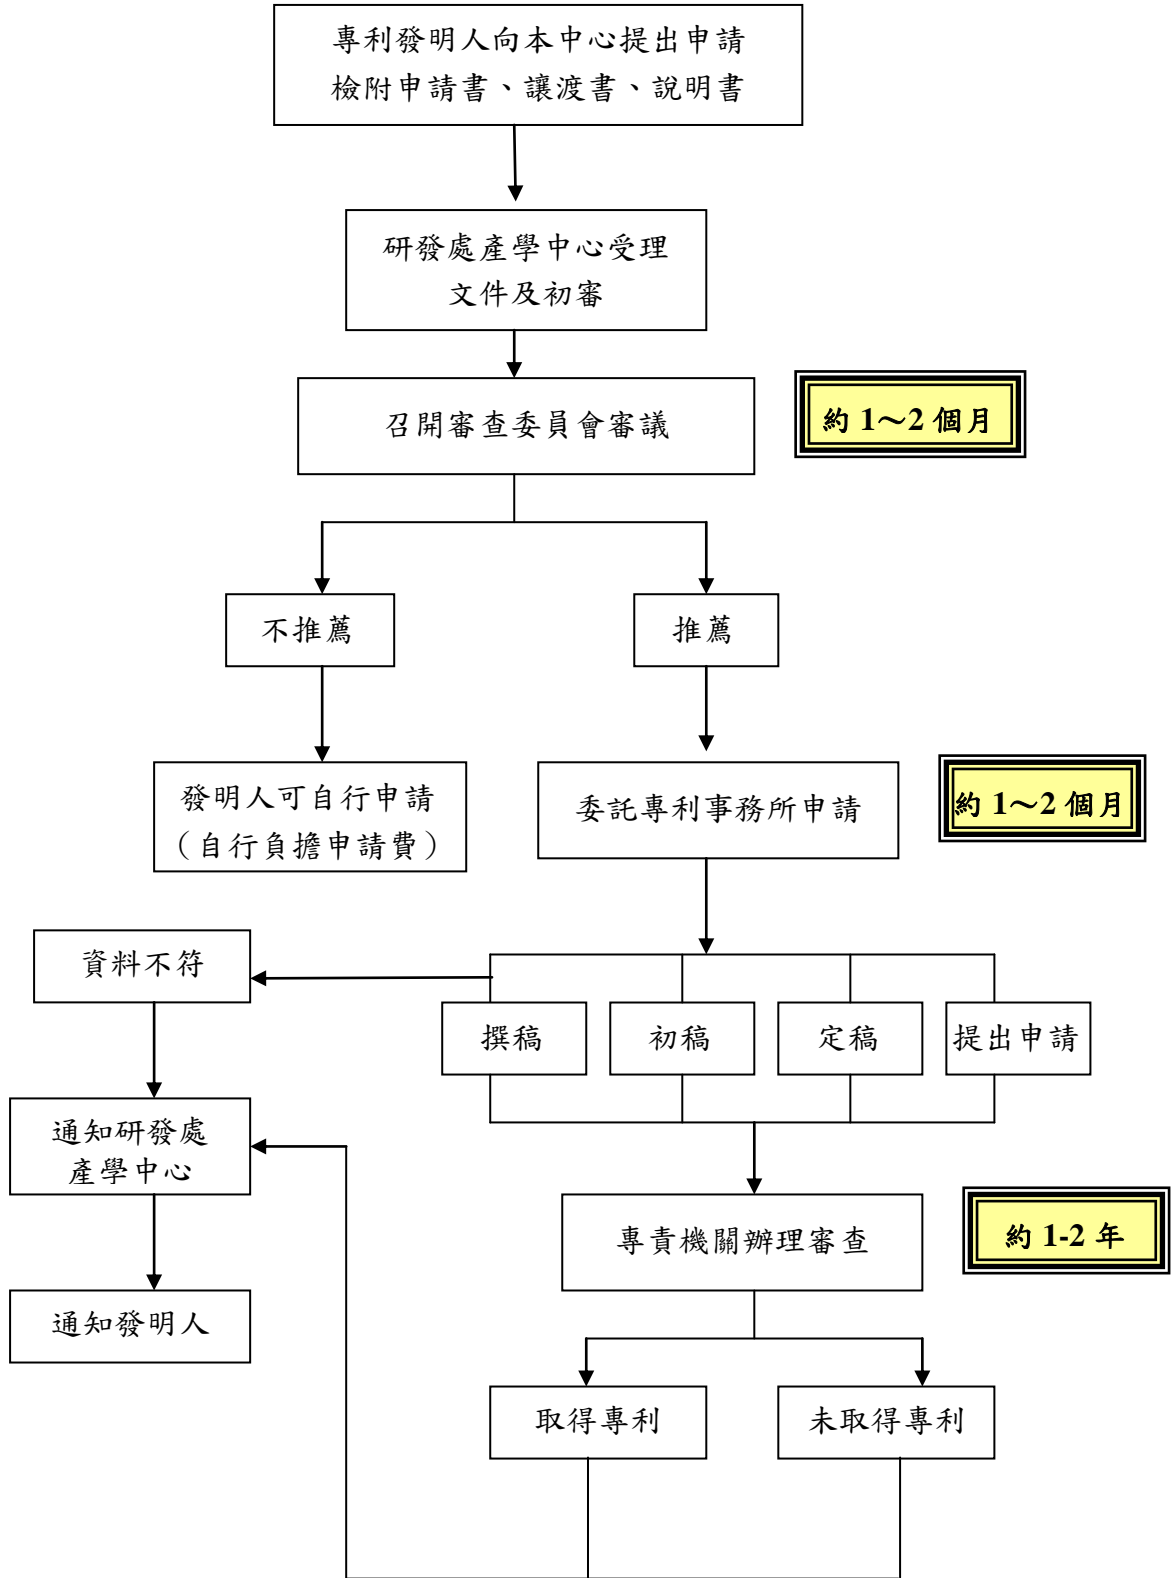 專利發明人向本中心提出申請
檢附申請書、讓渡書、說明書
研發處產學中心受理
文件及初審
召開審查委員會審議
約 1～2 個月
不推薦
推薦
發明人可自行申請
（自行負擔申請費）
委託專利事務所申請
約 1～2 個月
資料不符
撰稿
初稿
定稿
提出申請
通知研發處
產學中心
專責機關辦理審查
約 1-2 年
通知發明人
取得專利
未取得專利